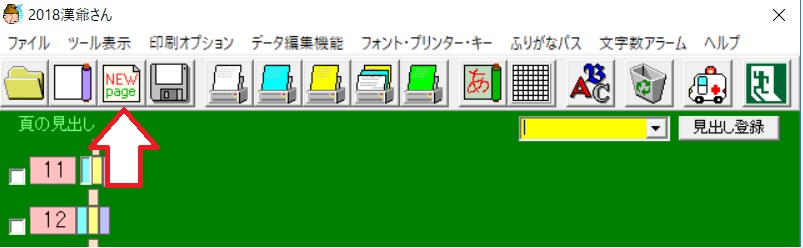 2018漢爺さん
ファイル ツール表示 印刷オプション データ編集機能 フォント・プリンター・キー ふりがなパス 文字数アラーム ヘルプ
NEW
page
あ
ABC
頁の見出し
見出し登録
11
12